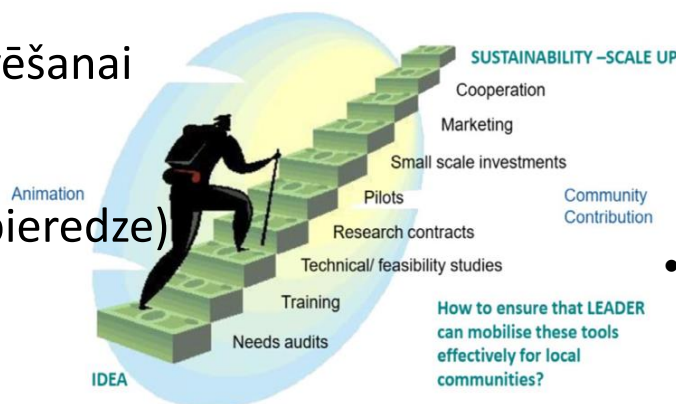 ēšanai
SUSTAINABILITY –SCALE UP
Cooperation
Marketing
Small scale investments
Animation
Pilots
Community
Contribution
pieredze)
Research contracts
Technical/ feasibility studies
•
Training
How to ensure that LEADER
can mobilise these tools
effectively for local
communities?
Needs audits
IDEA